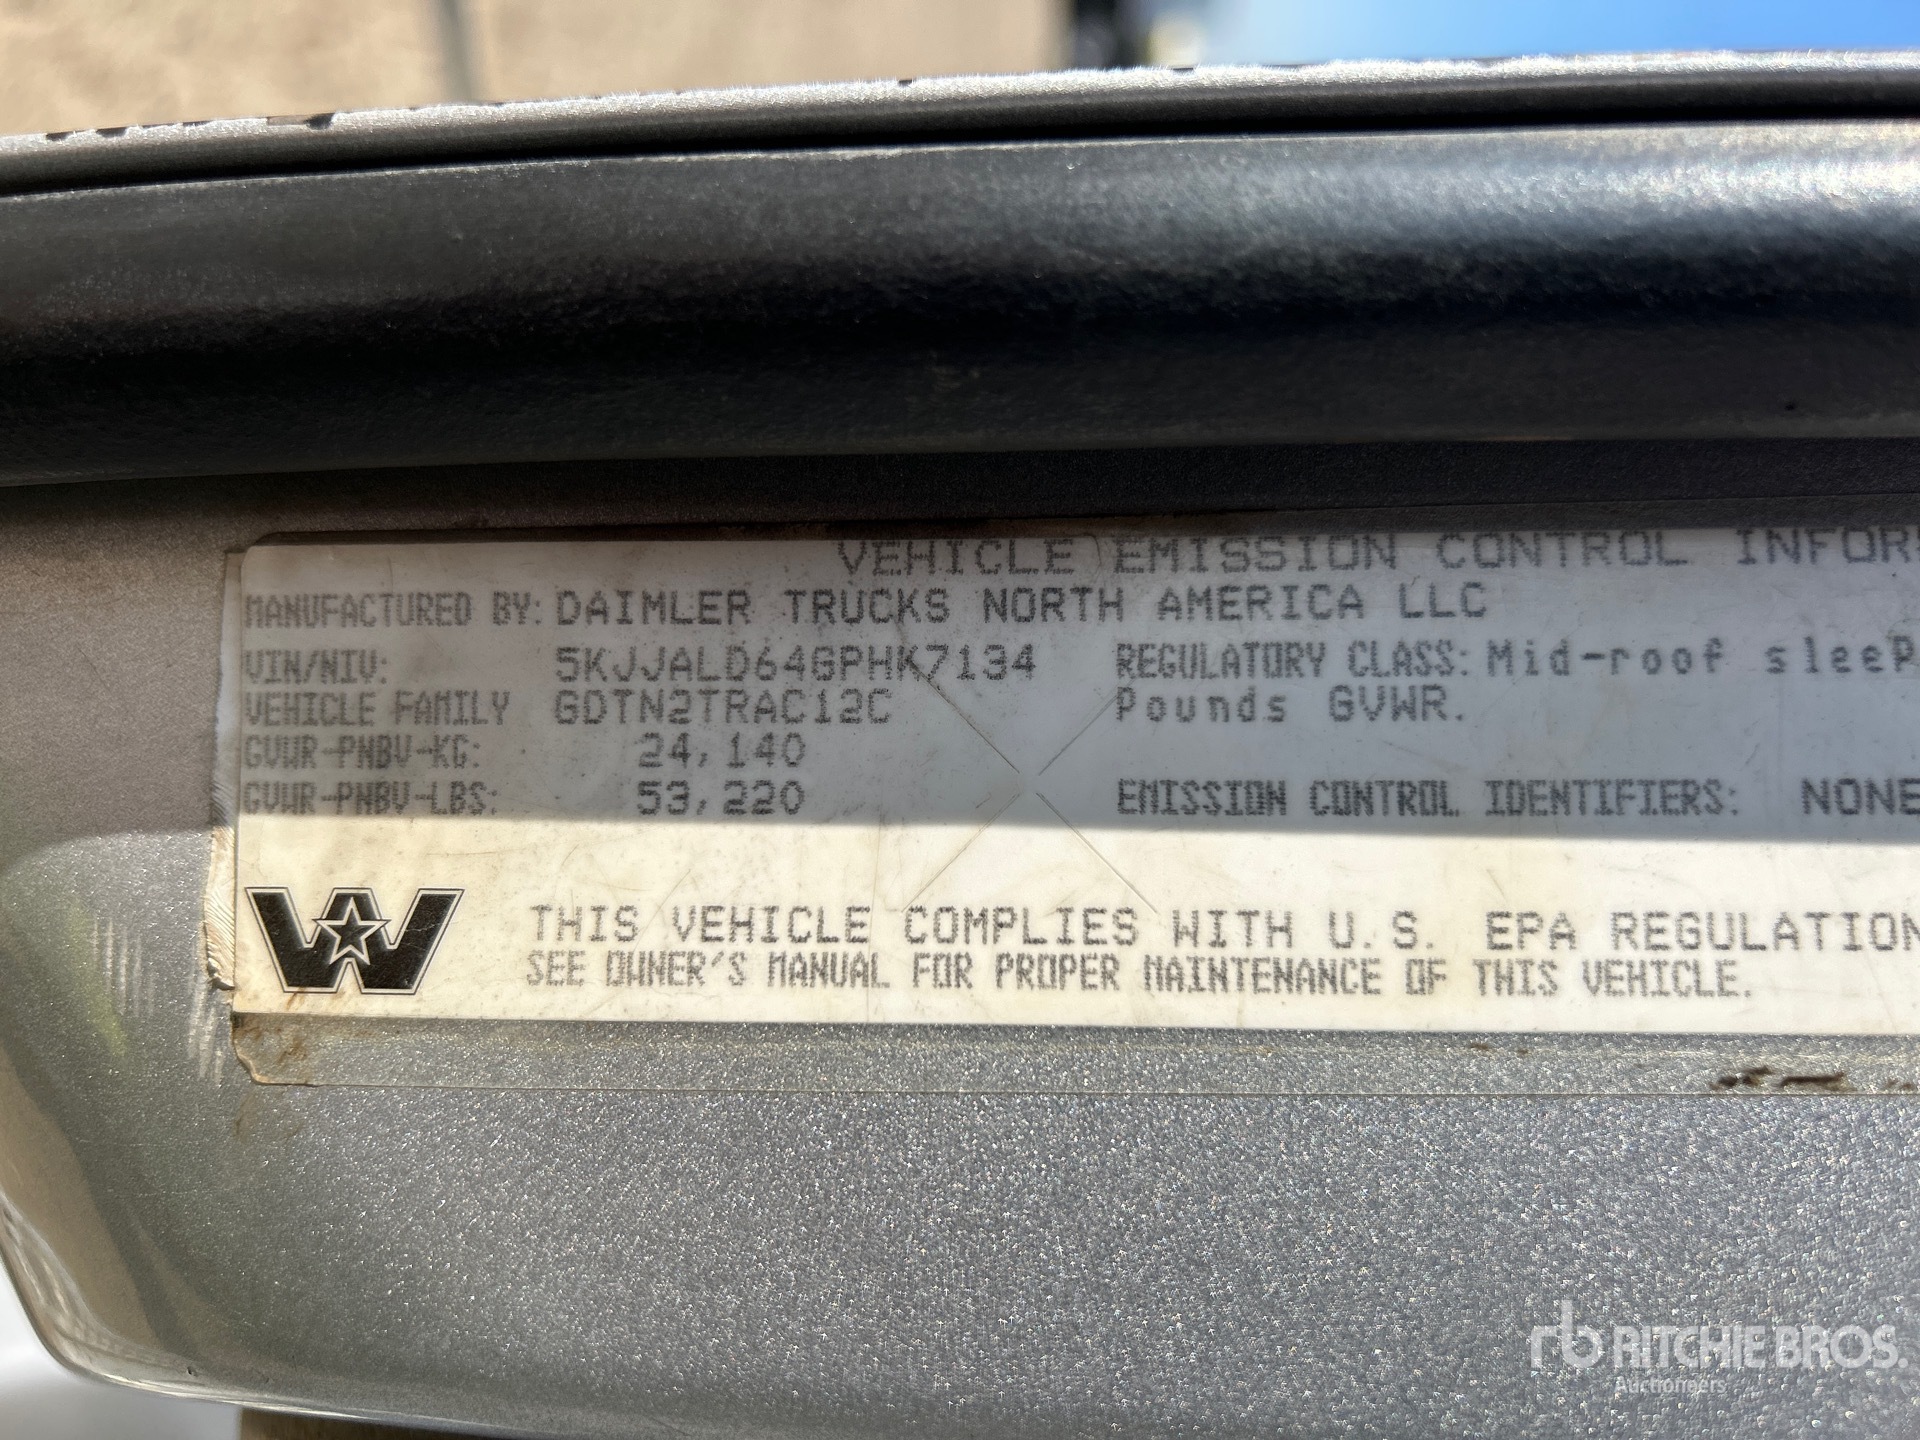 VEHICLE EMISSION CONTROL INFOR
MANUFACTURED BY: DAIMLER TRUCKS NORTH AMERICA LLC
VIN/NIV: 5KJJALD64GPHK7134 REGULATORY CLASS: Mid-roof sleep
VEHICLE FAMILY GDTN2TRAC12C Pounds GVWR.
GVWR-PNBV-KG: 24,140
GVWR-PNBV-LBS: 53,220 EMISSION CONTROL IDENTIFIERS: NONE
W
THIS VEHICLE COMPLIES WITH U.S. EPA REGULATION
SEE OWNER'S MANUAL FOR PROPER MAINTENANCE OF THIS VEHICLE.
rb RITCHIE BROS.
Auctioneers